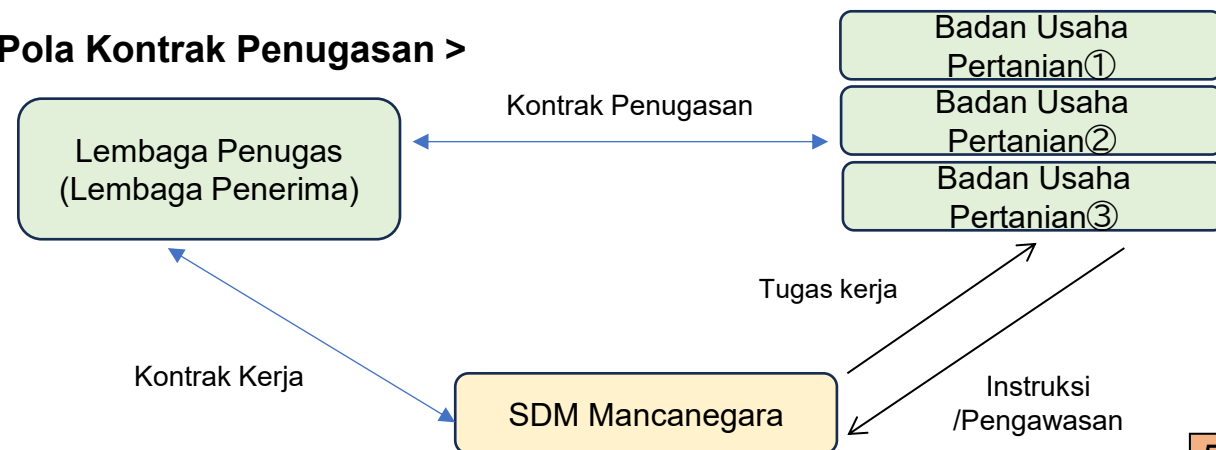 Pola Kontrak Penugasan >
Badan Usaha
Pertanian①
Kontrak Penugasan
Badan Usaha
Pertanian②
Lembaga Penugas
(Lembaga Penerima)
Badan Usaha
Pertanian③
Tugas kerja
Kontrak Kerja
SDM Mancanegara
Instruksi
/Pengawasan